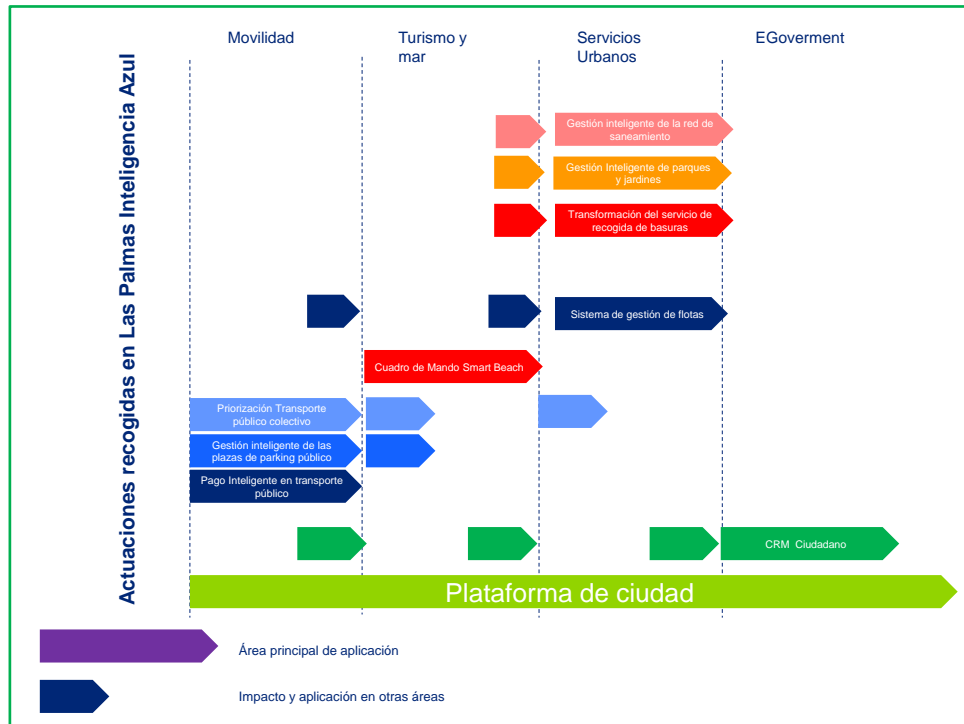 Actuaciones recogidas en Las Palmas Inteligencia Azul
Movilidad
Turismo y
mar
Servicios
Urbanos
EGoverment
Gestión inteligente de la red de
saneamiento
Gestión Inteligente de parques
y jardines
Transformación del servicio de
recogida de basuras
Sistema de gestión de flotas
Cuadro de Mando Smart Beach
Priorización Transporte
público colectivo
Gestión inteligente de las
plazas de parking público
Pago Inteligente en transporte
público
CRM Ciudadano
Plataforma de ciudad
Área principal de aplicación
Impacto y aplicación en otras áreas